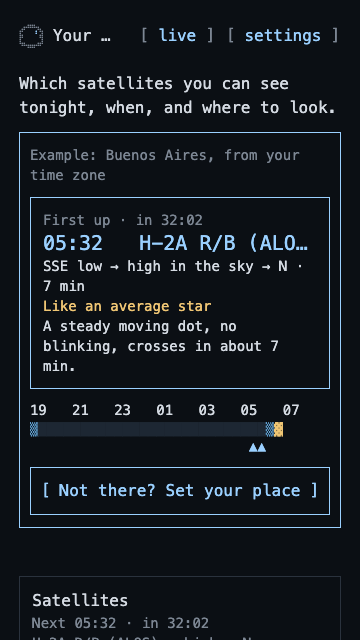 Your … [ live ] [ settings ]
Which satellites you can see
tonight, when, and where to look.
Example: Buenos Aires, from your
time zone
First up · in 32:02
05:32 H-2A R/B (ALO…
SSE low → high in the sky → N ·
7 min
Like an average star
A steady moving dot, no
blinking, crosses in about 7
min.
19 21 23 01 03 05 07
[ Not there? Set your place ]
Satellites
Next 05:32 · in 32:02